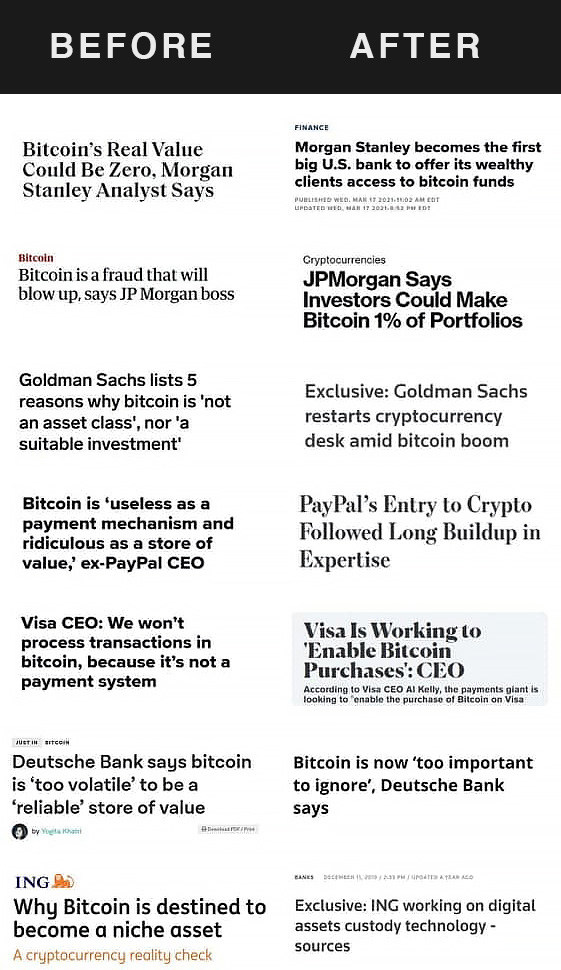 BEFORE
AFTER
Bitcoin's Real Value
Could Be Zero, Morgan
Stanley Analyst Says
FINANCE
Morgan Stanley becomes the first
big U.S. bank to offer its wealthy
clients access to bitcoin funds
PUBLISHED WED, MAR 17 2021•11:02 AM EDT
UPDATED WED, MAR 17 2021•8:52 PM EDT
Bitcoin
Bitcoin is a fraud that will
blow up, says JP Morgan boss
Cryptocurrencies
JPMorgan Says
Investors Could Make
Bitcoin 1% of Portfolios
Goldman Sachs lists 5
reasons why bitcoin is 'not
an asset class', nor 'a
suitable investment'
Exclusive: Goldman Sachs
restarts cryptocurrency
desk amid bitcoin boom
Bitcoin is ‘useless as a
payment mechanism and
ridiculous as a store of
value,’ ex-PayPal CEO
PayPal’s Entry to Crypto
Followed Long Buildup in
Expertise
Visa CEO: We won’t
process transactions in
bitcoin, because it’s not a
payment system
Visa Is Working to
'Enable Bitcoin
Purchases': CEO
According to Visa CEO Al Kelly, the payments giant is
looking to "enable the purchase of Bitcoin on Visa
JUST IN BITCOIN
Deutsche Bank says bitcoin
is ‘too volatile’ to be a
‘reliable’ store of value
by Yogita Khatri
Download PDF / Print
Bitcoin is now ‘too important
to ignore’, Deutsche Bank
says
ING
Why Bitcoin is destined to
become a niche asset
A cryptocurrency reality check
BANKS DECEMBER 11, 2019 / 2:35 PM / UPDATED A YEAR AGO
Exclusive: ING working on digital
assets custody technology -
sources